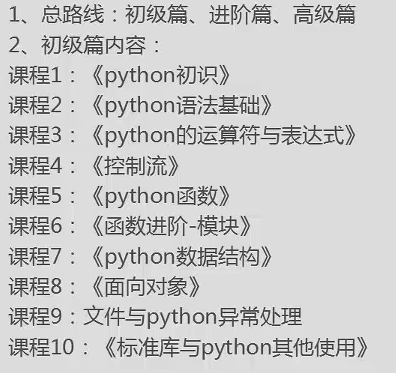 1、总路线：初级篇、进阶篇、高级篇
2、初级篇内容：
课程1：《python初识》
课程2：《python语法基础》
课程3：《python的运算符与表达式》
课程4：《控制流》
课程5：《python函数》
课程6：《函数进阶-模块》
课程7：《python数据结构》
课程8：《面向对象》
课程9：文件与python异常处理
课程10：《标准库与python其他使用》